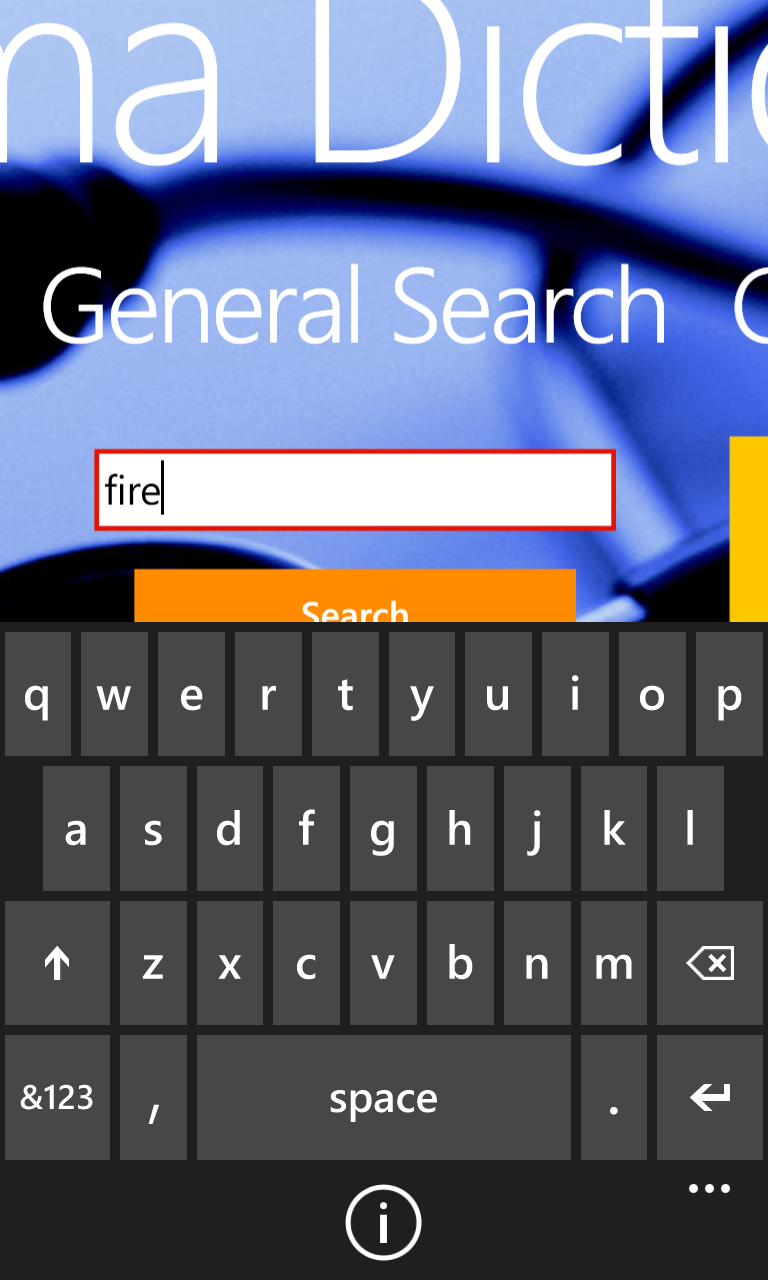 ma Dictio
General Search
fire
Search
q w e r t y u i o p
a s d f g h j k l
z x c v b n m
&123 , space .